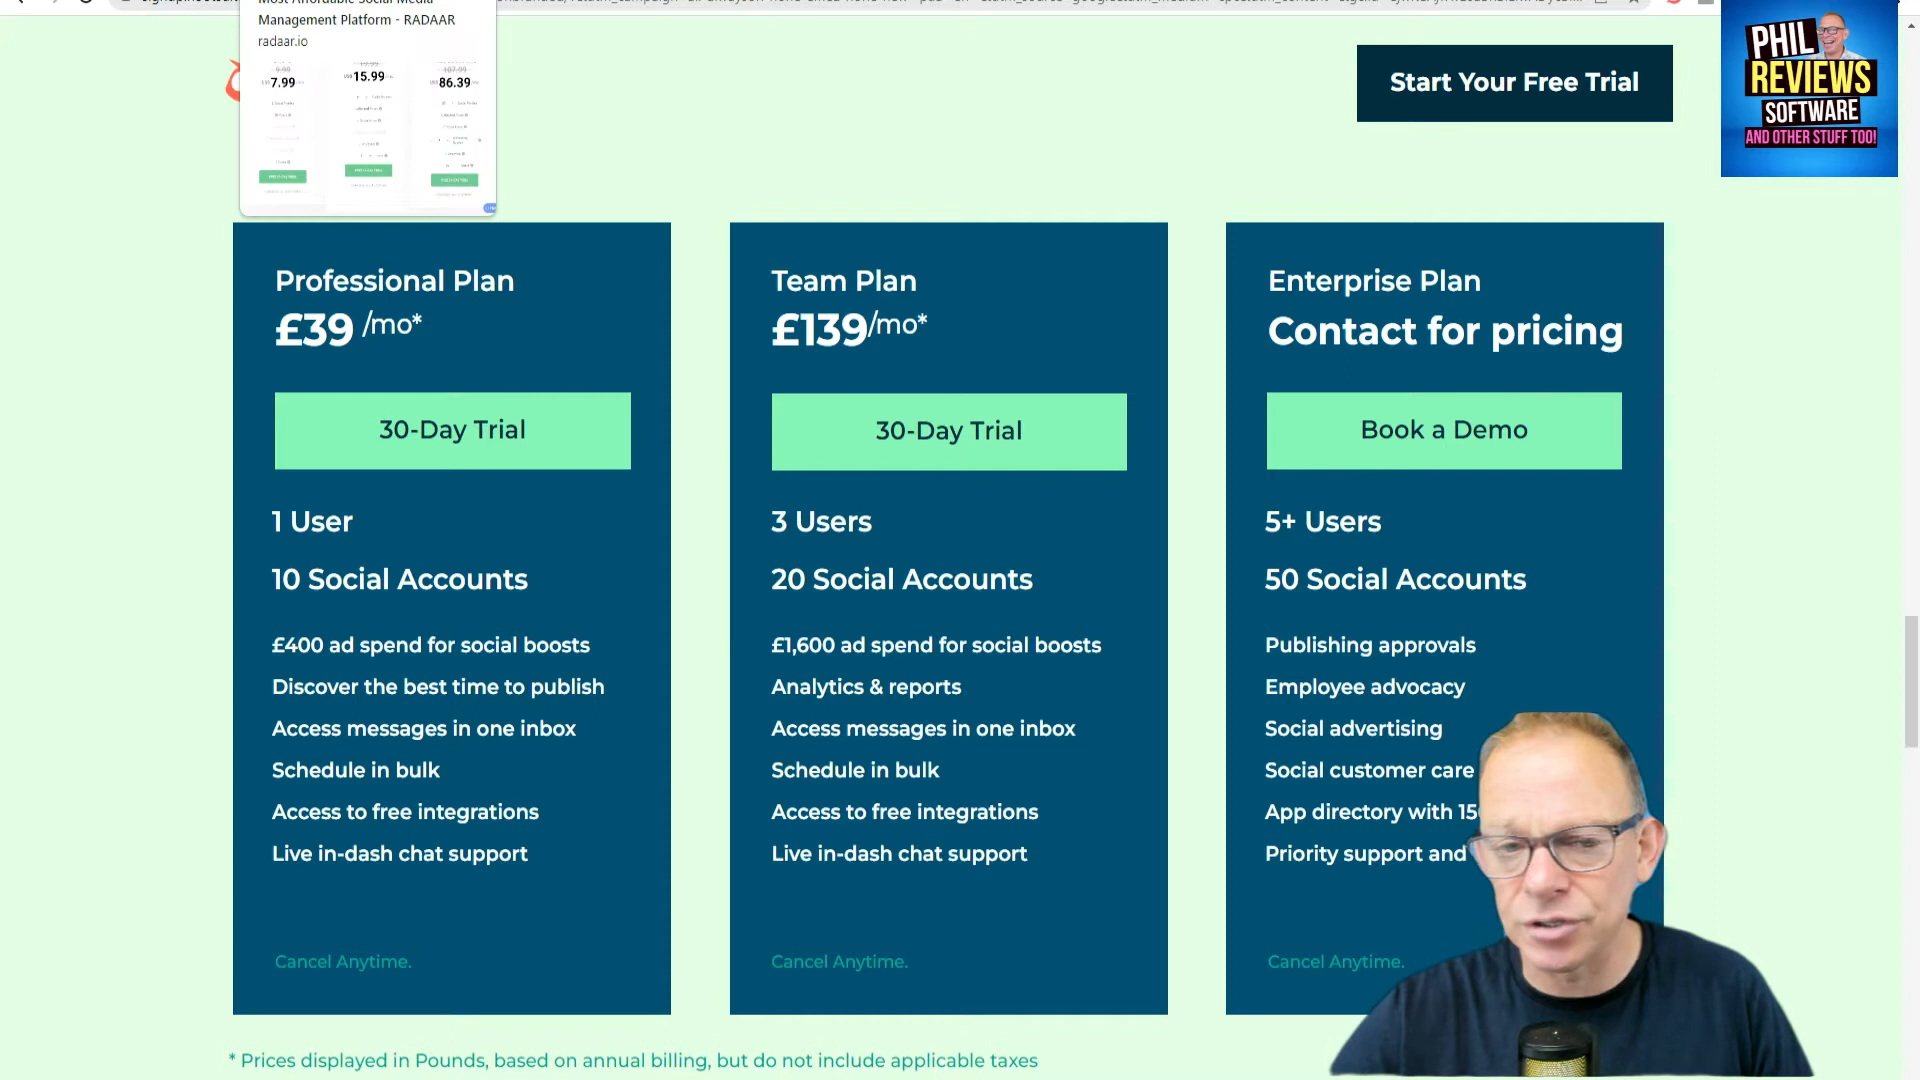 Management Platform - RADAAR
radaar.io
9.99
7.99
15.99
107.99
86.39
Start Your Free Trial
PHIL
REVIEWS
SOFTWARE
AND OTHER STUFF TOO!
Professional Plan
£39 /mo*
30-Day Trial
1 User
10 Social Accounts
£400 ad spend for social boosts
Discover the best time to publish
Access messages in one inbox
Schedule in bulk
Access to free integrations
Live in-dash chat support
Cancel Anytime.
Team Plan
£139/mo*
30-Day Trial
3 Users
20 Social Accounts
£1,600 ad spend for social boosts
Analytics & reports
Access messages in one inbox
Schedule in bulk
Access to free integrations
Live in-dash chat support
Cancel Anytime.
Enterprise Plan
Contact for pricing
Book a Demo
5+ Users
50 Social Accounts
Publishing approvals
Employee advocacy
Social advertising
Social customer care
App directory with
Priority support and
Cancel Anytime.
* Prices displayed in Pounds, based on annual billing, but do not include applicable taxes